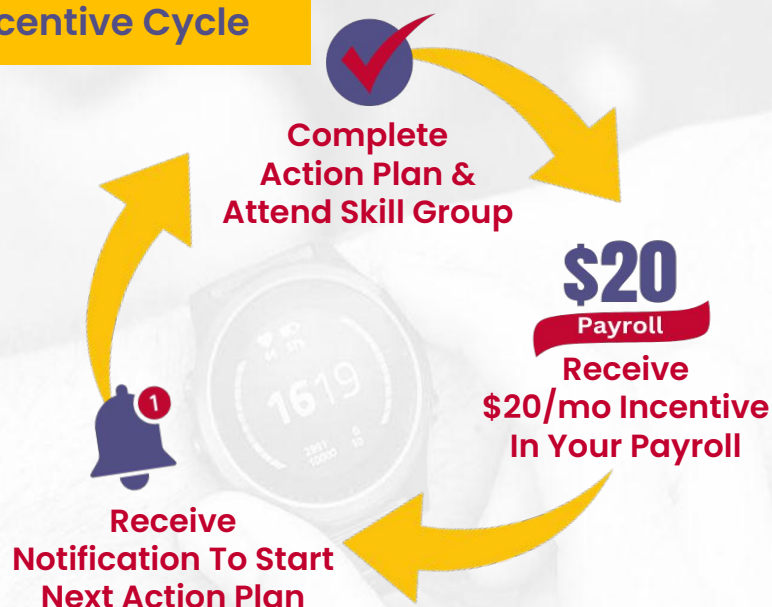 centive Cycle
Complete
Action Plan &
Attend Skill Group
$20
Payroll
Receive
$20/mo Incentive
In Your Payroll
1
Receive
Notification To Start
Next Action Plan
1619